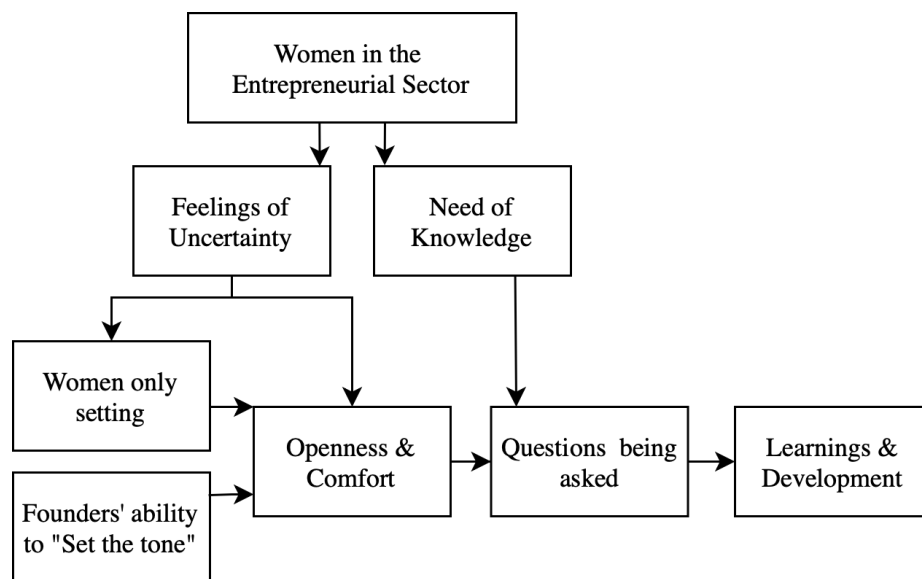 Women in the
Entrepreneurial Sector
Feelings of
Uncertainty
Need of
Knowledge
Women only
setting
Openness &
Comfort
Questions being
asked
Learnings &
Development
Founders' ability
to "Set the tone"